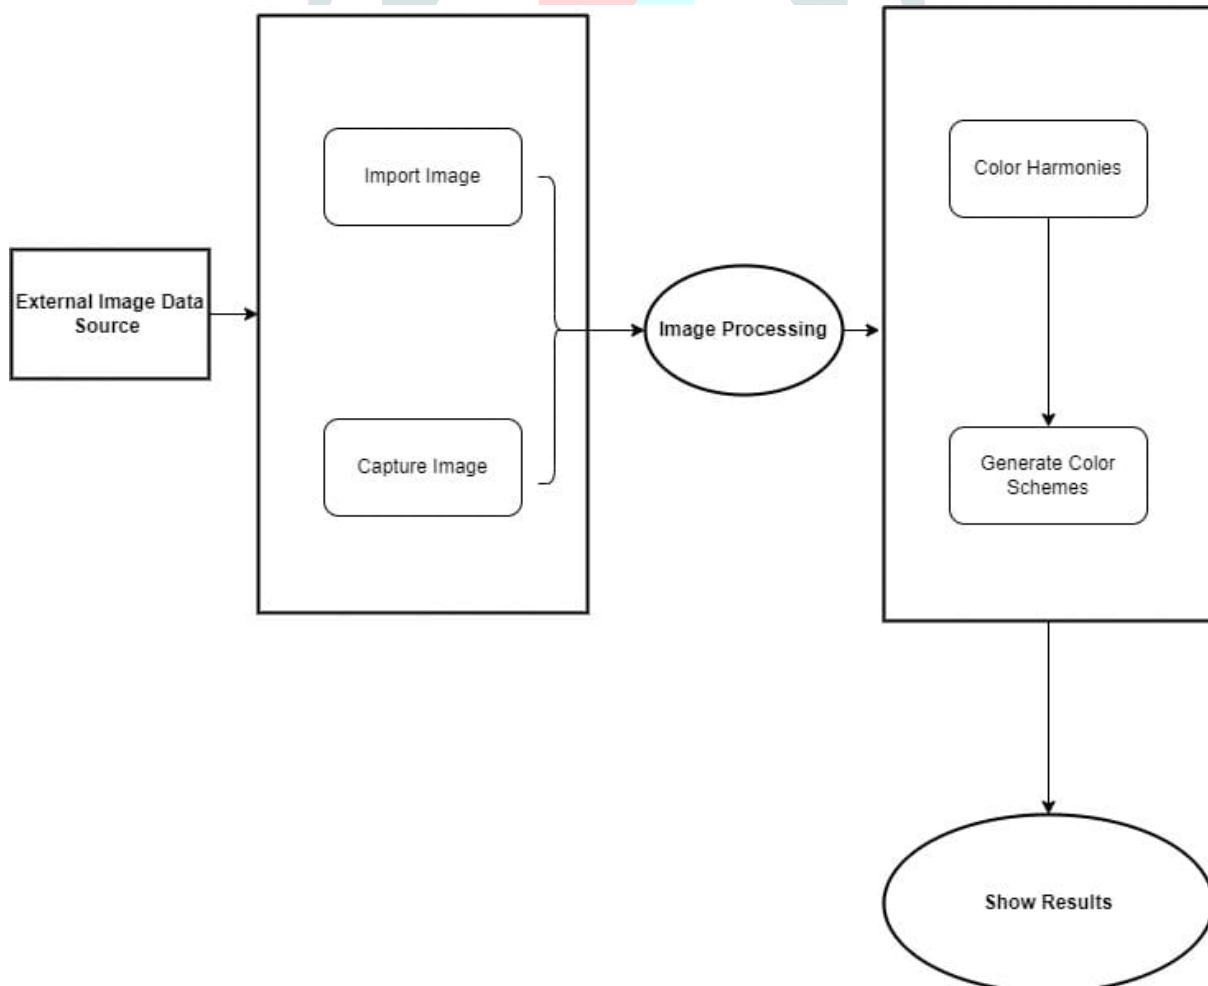 Import Image
Color Harmonies
External Image Data
Source
Image Processing
Capture Image
Generate Color
Schemes
Show Results